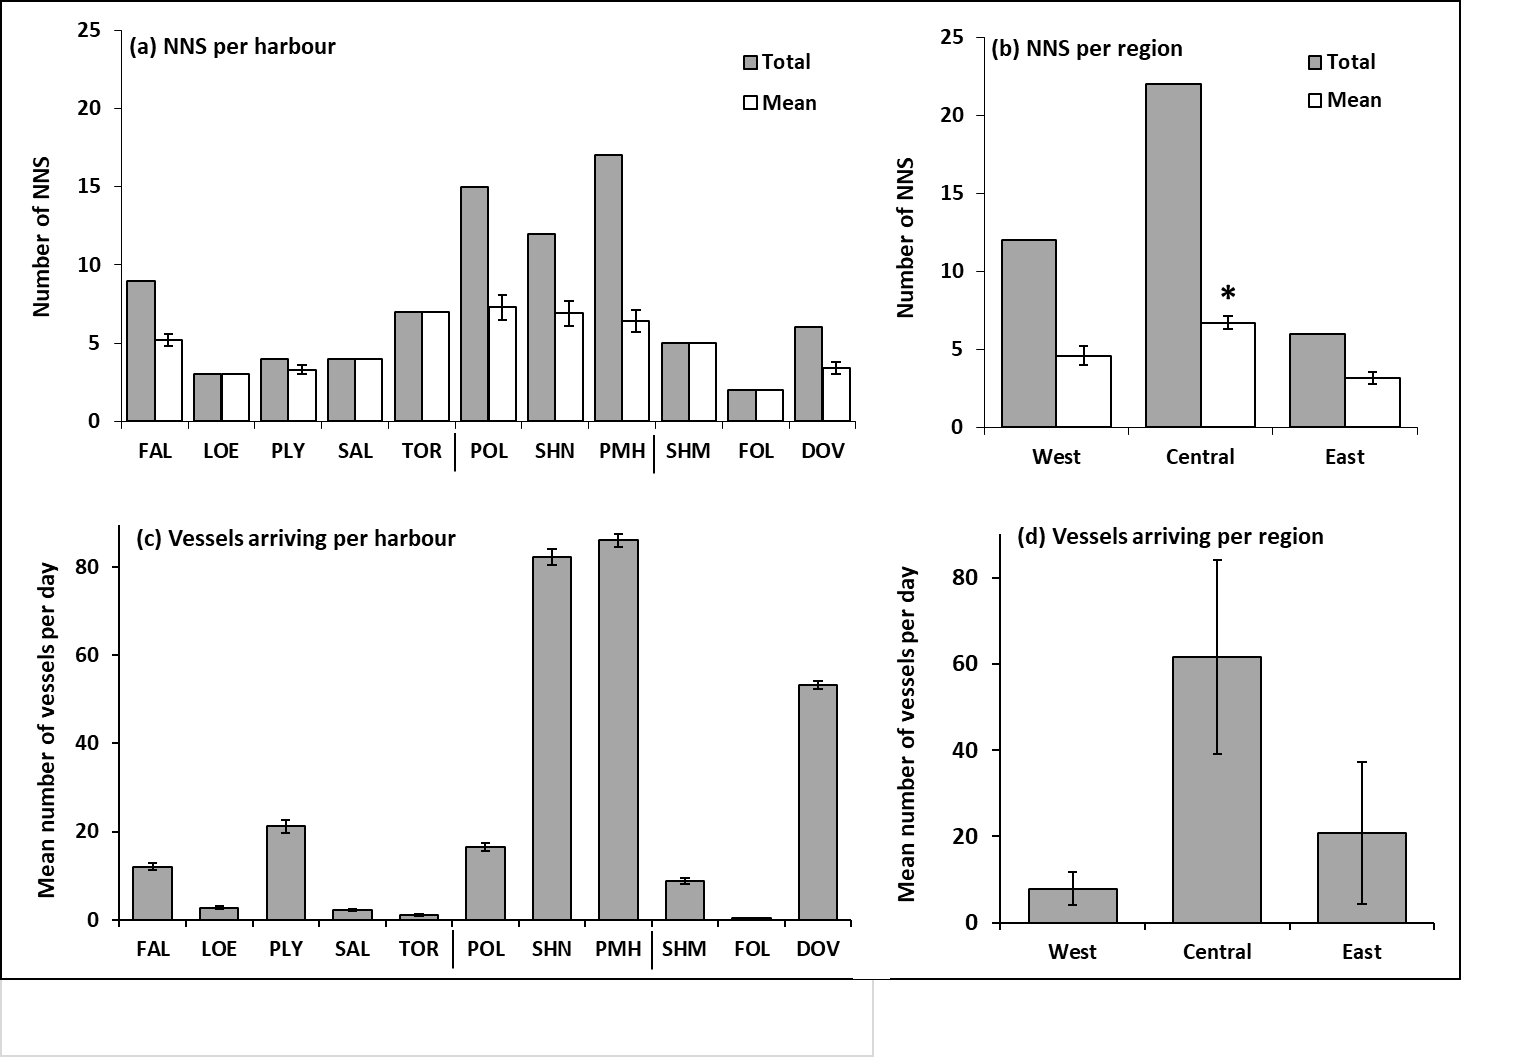 (a) NNS per harbour
Total
Mean
Number of NNS
25
20
15
10
5
0
FAL LOE PLY SAL TOR POL SHN PMH SHM FOL DOV
(b) NNS per region
Total
Mean
Number of NNS
25
20
15
10
5
0
*
West Central East
(c) Vessels arriving per harbour
Mean number of vessels per day
80
60
40
20
0
FAL LOE PLY SAL TOR POL SHN PMH SHM FOL DOV
(d) Vessels arriving per region
Mean number of vessels per day
80
60
40
20
0
West Central East